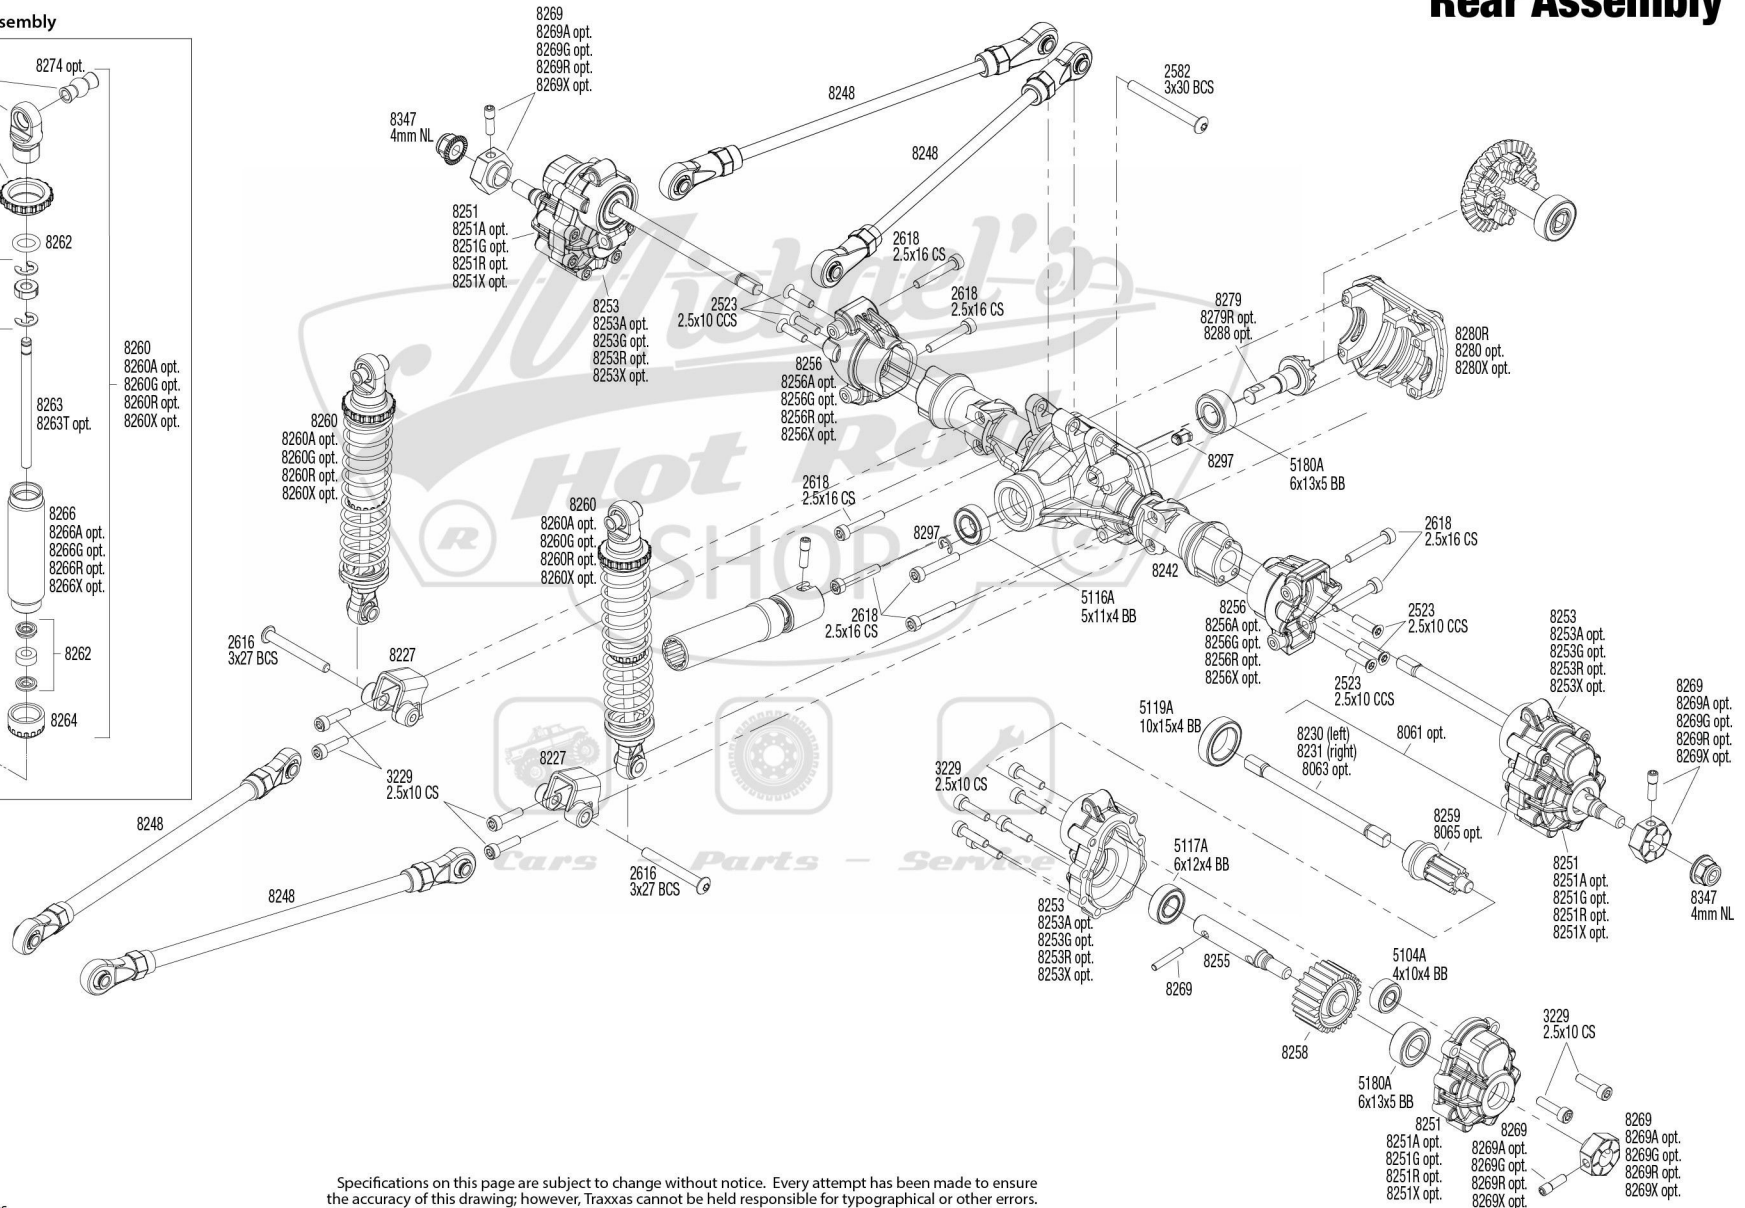 sembly
Rear Assembly
8274 opt.
8262
8263
8263T opt.
8260
8260A opt.
8260G opt.
8260R opt.
8260X opt.
8266
8266A opt.
8266G opt.
8266R opt.
8266X opt.
8262
8264
8269
8269A opt.
8269G opt.
8269R opt.
8269X opt.
8347
4mm NL
8251
8251A opt.
8251G opt.
8251R opt.
8251X opt.
8253
8253A opt.
8253G opt.
8253R opt.
8253X opt.
8248
8248
2582
3x30 BCS
2618
2.5x16 CS
2618
2.5x16 CS
2523
2.5x10 CCS
8256
8256A opt.
8256G opt.
8256R opt.
8256X opt.
8279
8279R opt.
8288 opt.
8280R
8280 opt.
8280X opt.
8297
5180A
6x13x5 BB
8260
8260A opt.
8260G opt.
8260R opt.
8260X opt.
8260
8260A opt.
8260G opt.
8260R opt.
8260X opt.
2618
2.5x16 CS
8297
2618
2.5x16 CS
5116A
5x11x4 BB
8242
2618
2.5x16 CS
8256
8256A opt.
8256G opt.
8256R opt.
8256X opt.
2523
2.5x10 CCS
2523
2.5x10 CCS
8253
8253A opt.
8253G opt.
8253R opt.
8253X opt.
8269
8269A opt.
8269G opt.
8269R opt.
8269X opt.
2616
3x27 BCS
8227
3229
2.5x10 CS
8227
2616
3x27 BCS
8248
8248
5119A
10x15x4 BB
8230 (left)
8231 (right)
8063 opt.
8061 opt.
8259
8065 opt.
3229
2.5x10 CS
5117A
6x12x4 BB
8253
8253A opt.
8253G opt.
8253R opt.
8253X opt.
8255
8269
8258
5104A
4x10x4 BB
5180A
6x13x5 BB
8251
8251A opt.
8251G opt.
8251R opt.
8251X opt.
8347
4mm NL
3229
2.5x10 CS
8251
8251A opt.
8251G opt.
8251R opt.
8251X opt.
8269
8269A opt.
8269G opt.
8269R opt.
8269X opt.
8269
8269A opt.
8269G opt.
8269R opt.
8269X opt.
Michael's
Hot Rod
SHOP
R
C
Cars – Parts – Service
Specifications on this page are subject to change without notice. Every attempt has been made to ensure
the accuracy of this drawing; however, Traxxas cannot be held responsible for typographical or other errors.